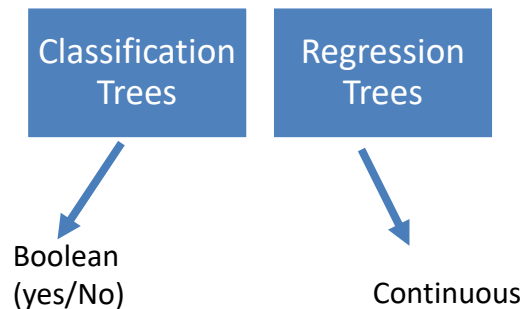 Classification
Trees
Regression
Trees
Boolean
(yes/No)
Continuous